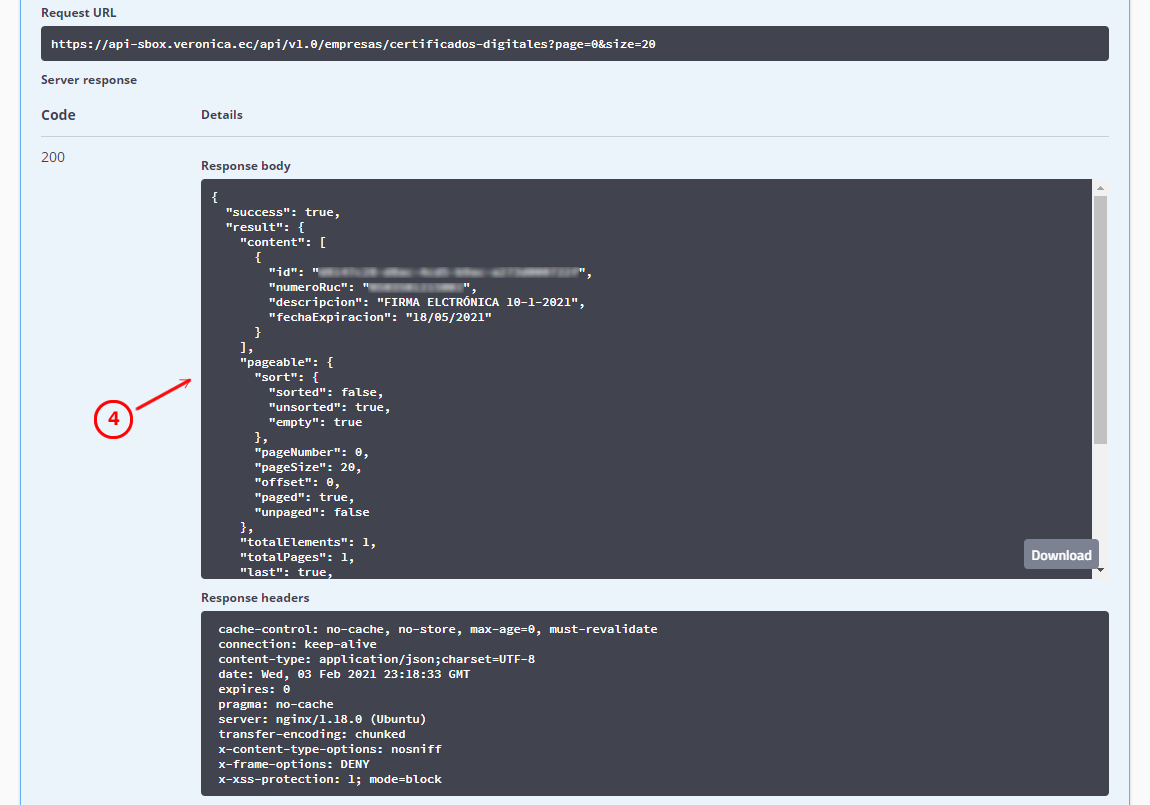 Request URL
https://api-sbox.veronica.ec/api/v1.0/empresas/certificados-digitales?page=0&size=20
Server response
Code Details
200
Response body
{
"success": true,
"result": {
"content": [
{
"id": "",
"numeroRuc": "",
"descripcion": "FIRMA ELCTRÓNICA 10-1-2021",
"fechaExpiracion": "18/05/2021"
}
],
"pageable": {
"sort": {
"sorted": false,
"unsorted": true,
"empty": true
},
"pageNumber": 0,
"pageSize": 20,
"offset": 0,
"paged": true,
"unpaged": false
},
"totalElements": 1,
"totalPages": 1,
"last": true,
Download
4
Response headers
cache-control: no-cache, no-store, max-age=0, must-revalidate
connection: keep-alive
content-type: application/json;charset=UTF-8
date: Wed, 03 Feb 2021 23:18:33 GMT
expires: 0
pragma: no-cache
server: nginx/1.18.0 (Ubuntu)
transfer-encoding: chunked
x-content-type-options: nosniff
x-frame-options: DENY
x-xss-protection: 1; mode=block